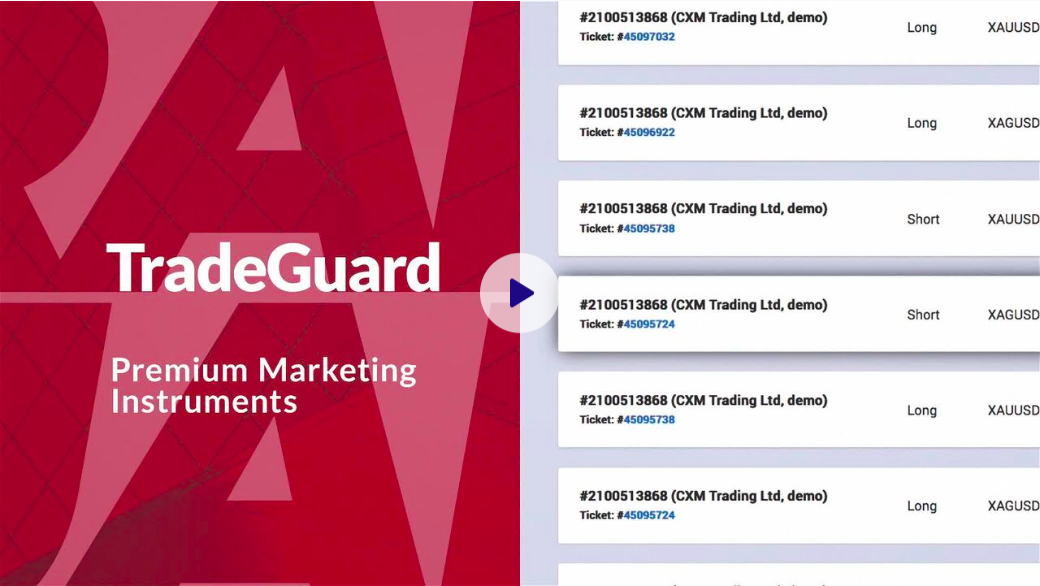 TradeGuard
Premium Marketing
Instruments
#2100513868 (CXM Trading Ltd, demo)
Ticket: #45097032
Long
XAUUSD
#2100513868 (CXM Trading Ltd, demo)
Ticket: #45096922
Long
XAGUSD
#2100513868 (CXM Trading Ltd, demo)
Ticket: #45095738
Short
XAUUSD
#2100513868 (CXM Trading Ltd, demo)
Ticket: #45095724
Short
XAGUSD
#2100513868 (CXM Trading Ltd, demo)
Ticket: #45095738
Long
XAUUSD
#2100513868 (CXM Trading Ltd, demo)
Ticket: #45095724
Long
XAGUSD